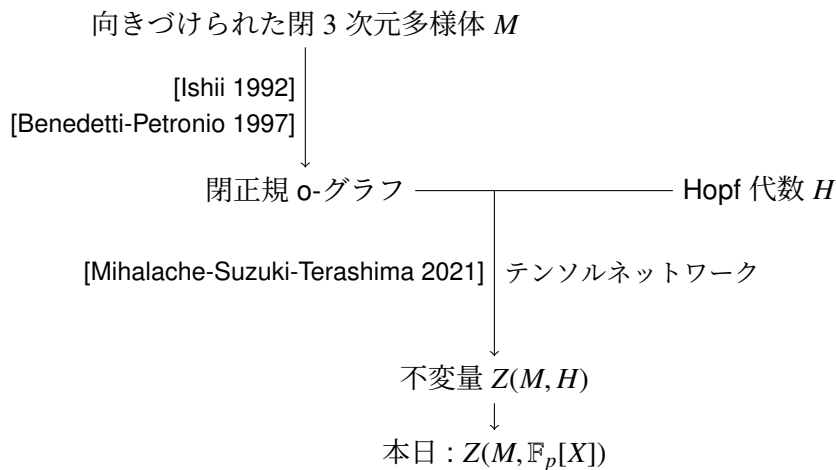 向きづけられた閉 3 次元多様体 M
[Ishii 1992]
[Benedetti-Petronio 1997]
閉正規 o-グラフ
Hopf 代数 H
[Mihalache-Suzuki-Terashima 2021]
テンソルネットワーク
不変量 Z(M, H)
本日 : Z(M, 𝔽ₚ[X])